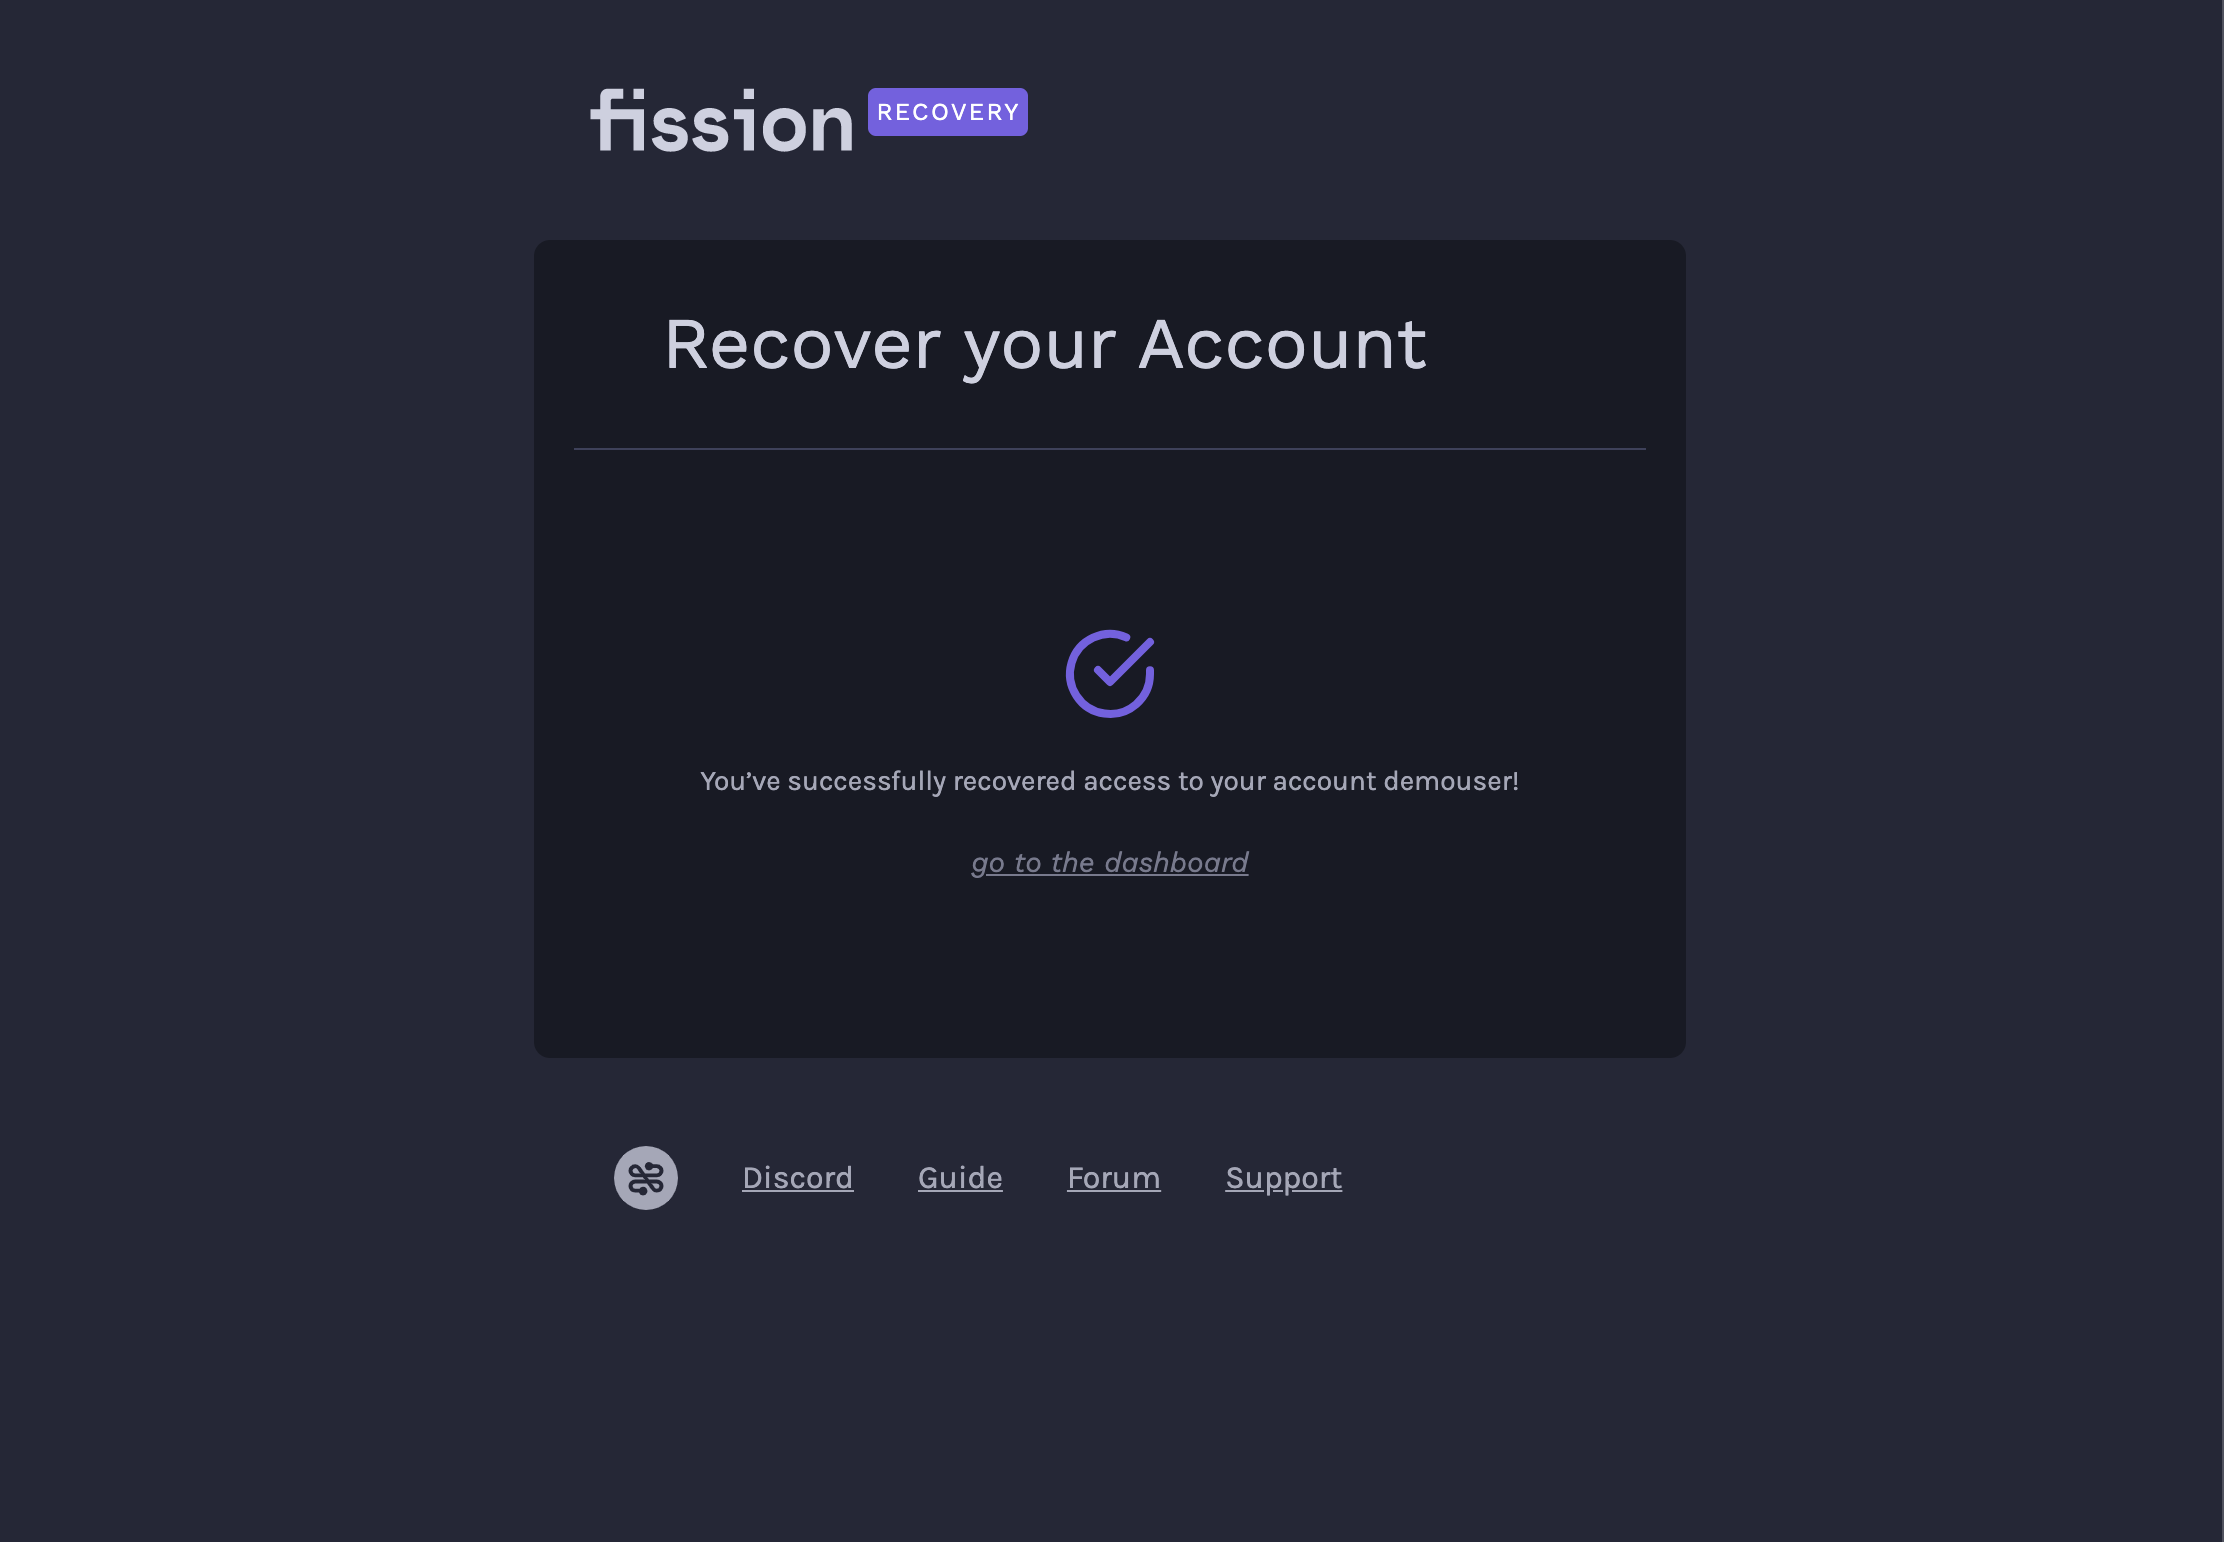 fission RECOVERY
Recover your Account
You’ve successfully recovered access to your account demouser!
go to the dashboard
Discord Guide Forum Support